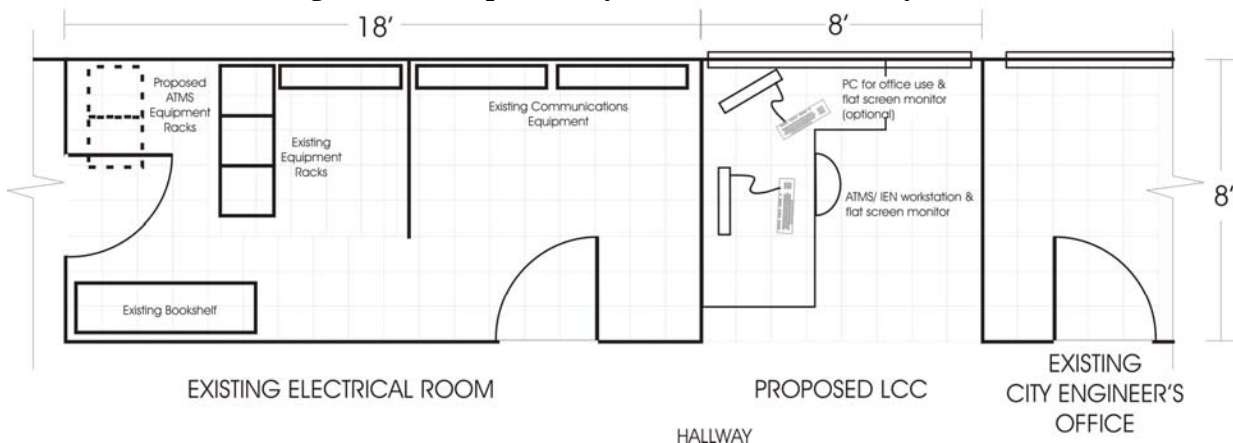 18'
8'
Proposed
ATMS
Equipment
Racks
Existing
Equipment
Racks
Existing Communications
Equipment
PC for office use &
flat screen monitor
(optional)
ATMS/ IEN workstation &
flat screen monitor
8'
Existing Bookshelf
EXISTING ELECTRICAL ROOM
PROPOSED LCC
EXISTING
CITY ENGINEER'S
OFFICE
HALLWAY